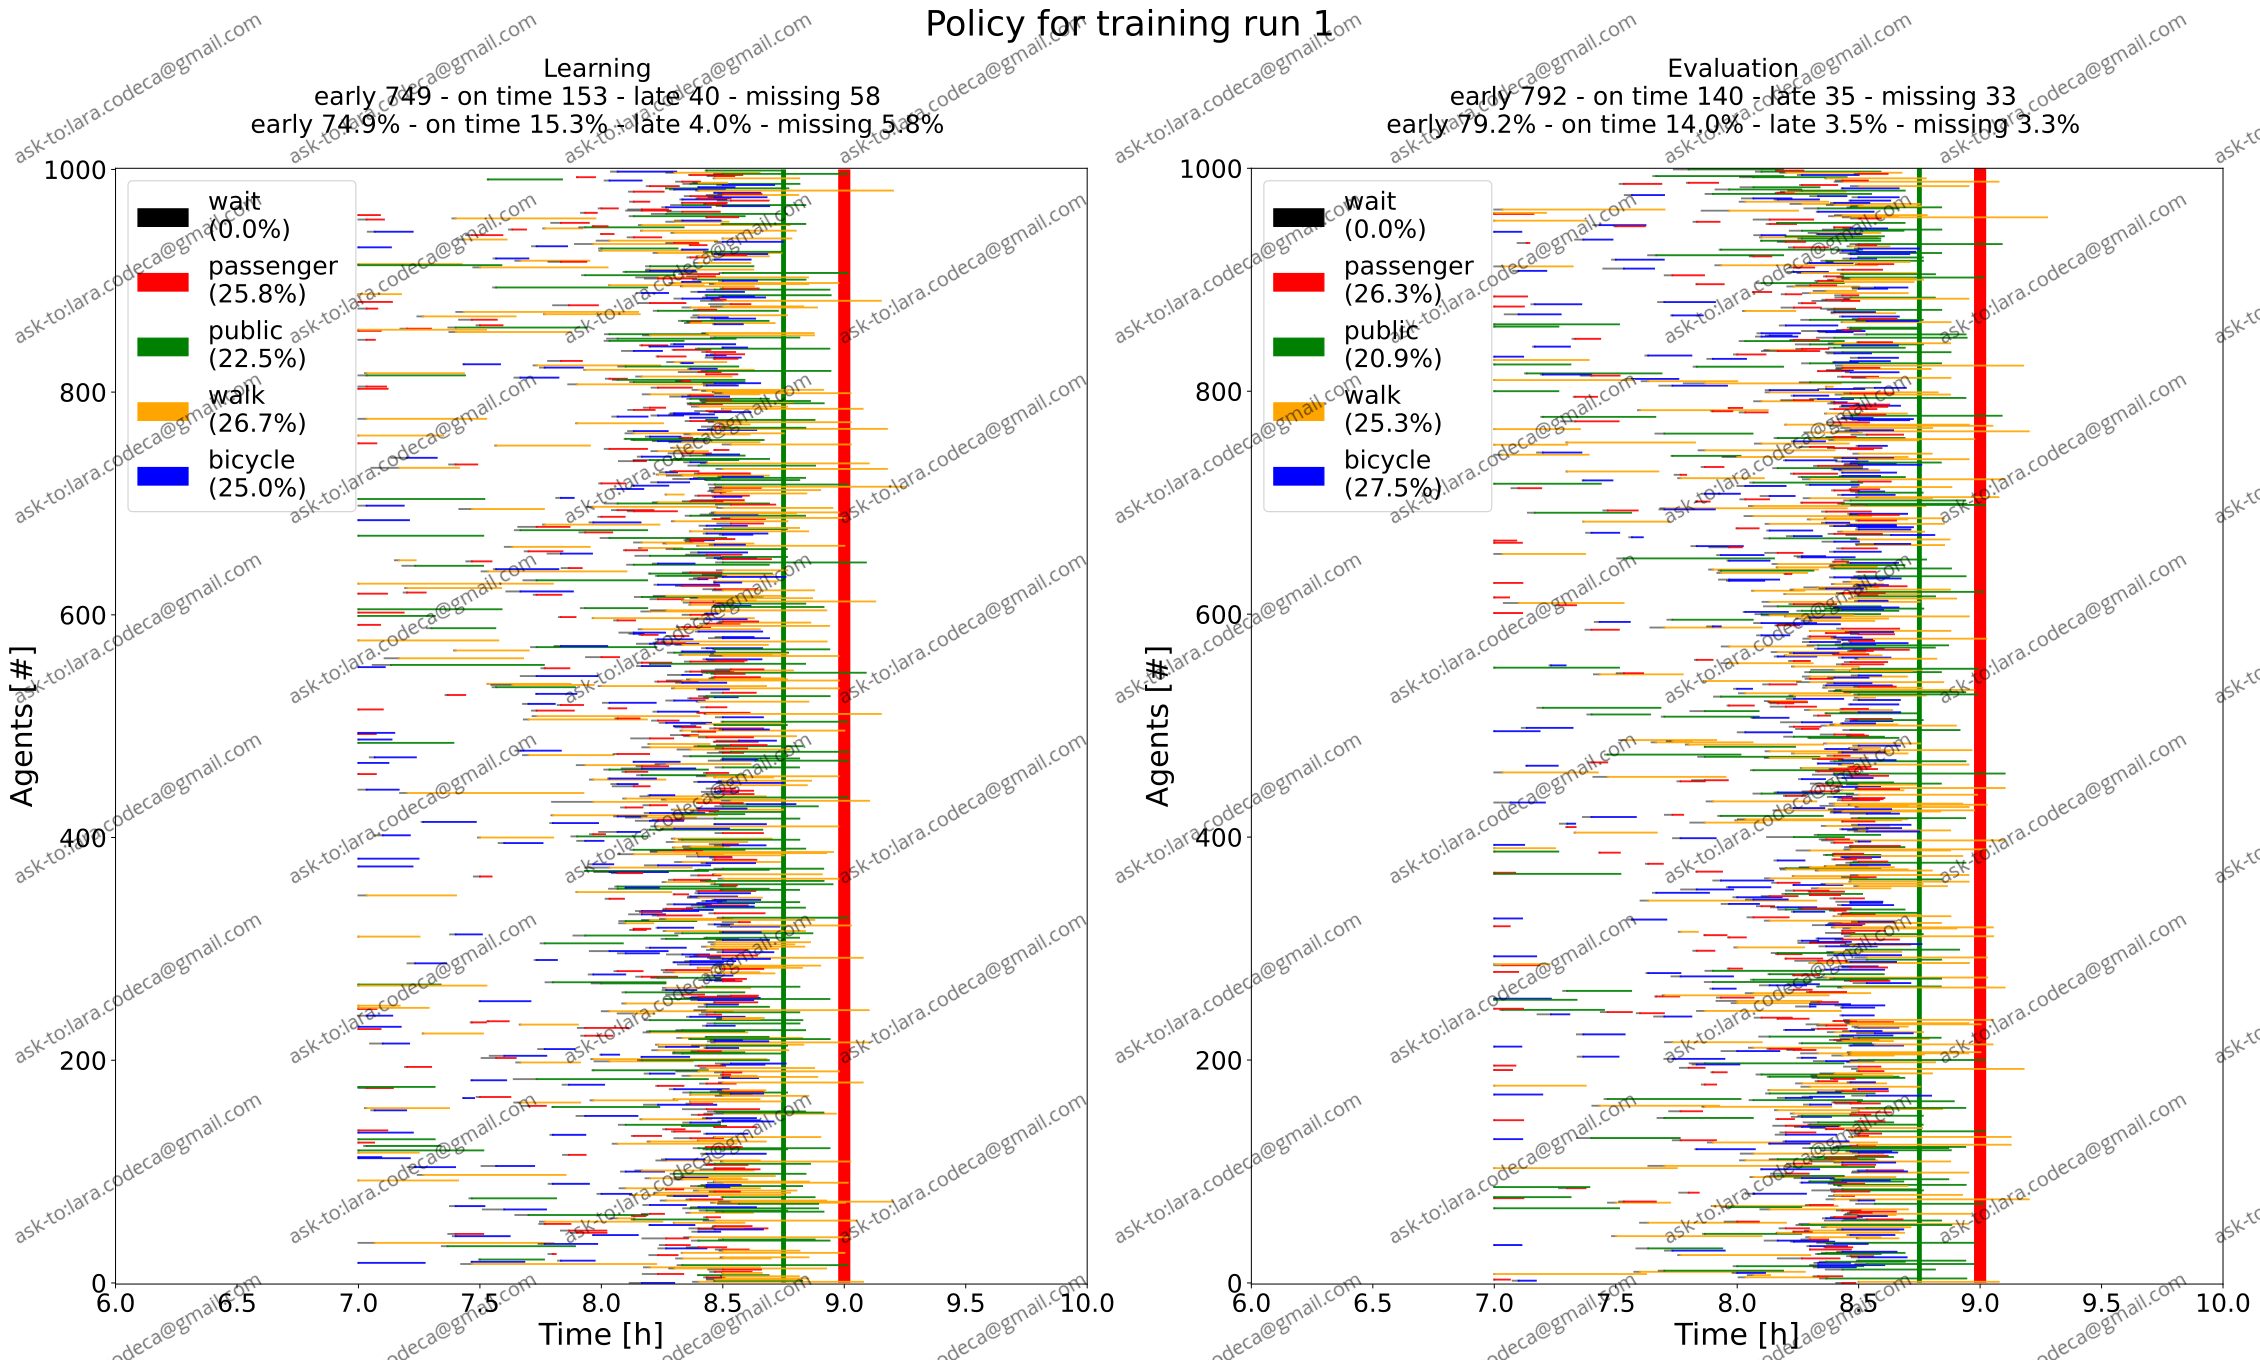 Policy for training run 1
Learning
early 749 - on time 153 - late 40 - missing 58
early 74.9% - on time 15.3% - late 4.0% - missing 5.8%
1000
800
600
400
200
0
Agents [#]
wait
(0.0%)
passenger
(25.8%)
public
(22.5%)
walk
(26.7%)
bicycle
(25.0%)
6.0 6.5 7.0 7.5 8.0 8.5 9.0 9.5 10.0
Time [h]
Evaluation
early 792 - on time 140 - late 35 - missing 33
early 79.2% - on time 14.0% - late 3.5% - missing 3.3%
1000
800
600
400
200
0
Agents [#]
wait
(0.0%)
passenger
(26.3%)
public
(20.9%)
walk
(25.3%)
bicycle
(27.5%)
6.0 6.5 7.0 7.5 8.0 8.5 9.0 9.5 10.0
Time [h]
ask-to:lara.codeca@gmail.com